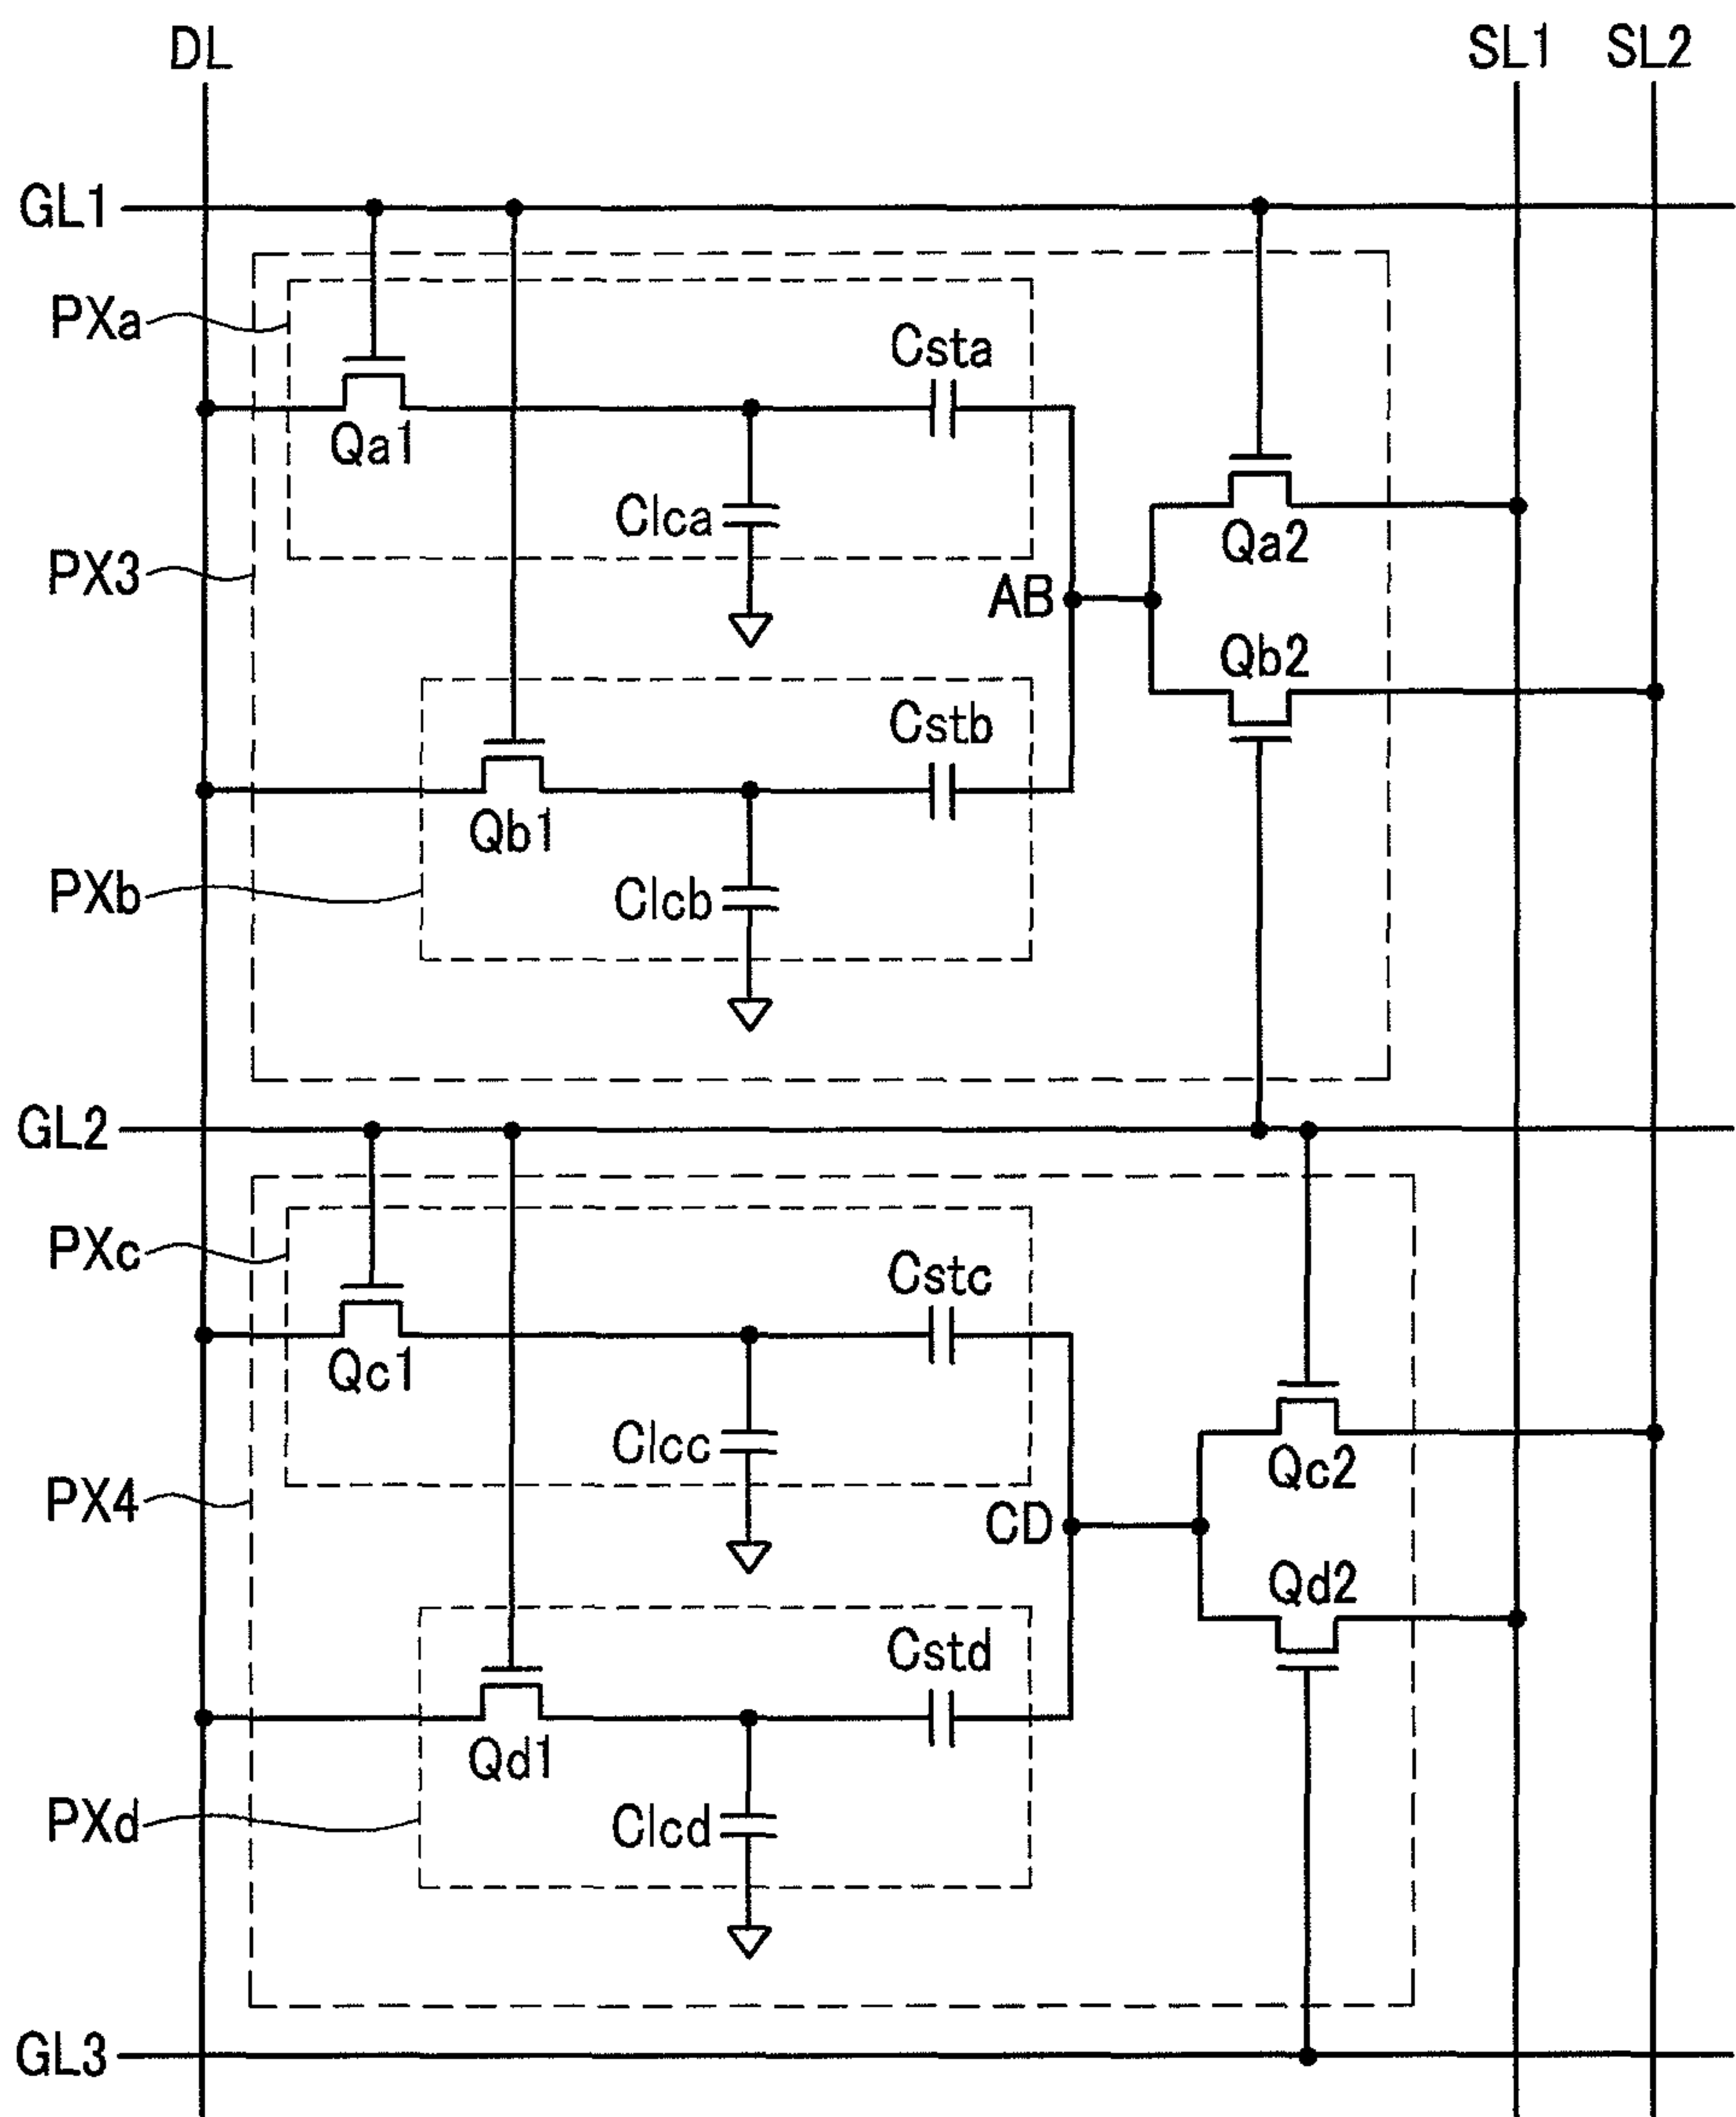 DL
SL1
SL2
GL1
PXa
Csta
Qa1
Clca
Qa2
PX3
AB
Qb2
Cstb
Qb1
PXb
Clcb
GL2
PXc
Cstc
Qc1
Clcc
Qc2
PX4
CD
Qd2
Cstd
Qd1
PXd
Clcd
GL3